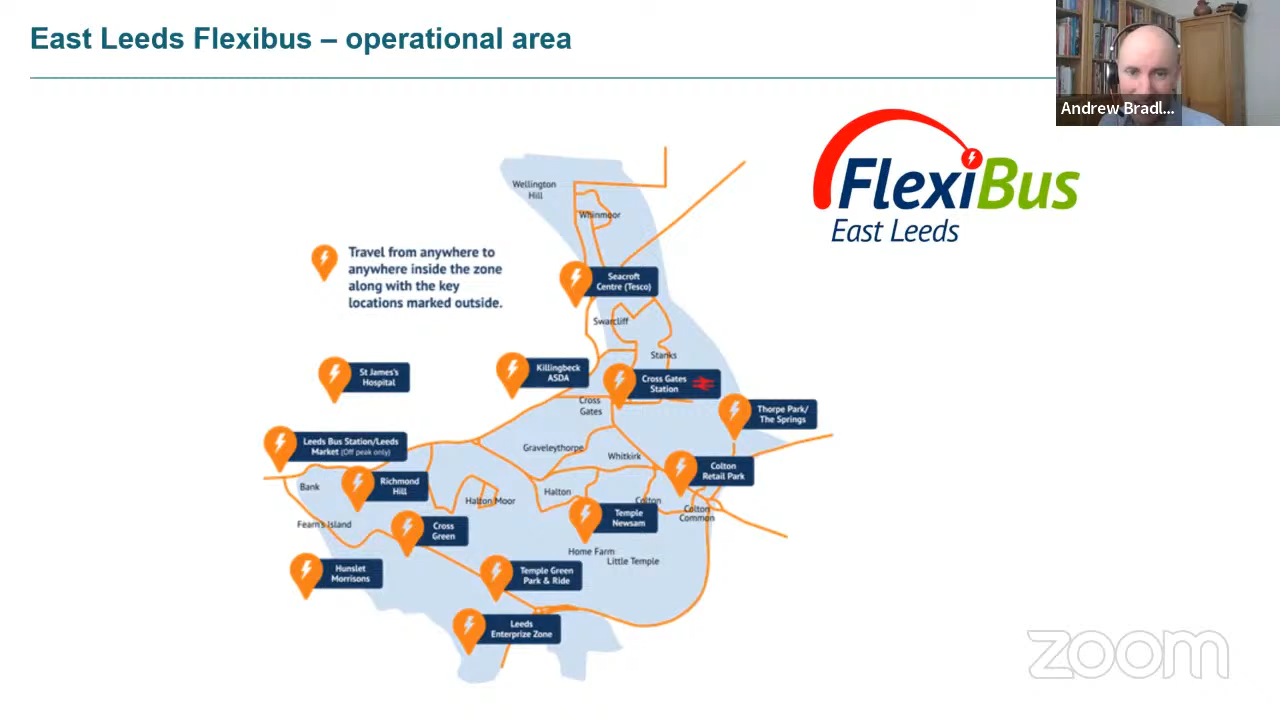 East Leeds Flexibus – operational area
Andrew Bradl...
FlexiBus
East Leeds
Wellington
Hill
Whinmoor
Travel from anywhere to
anywhere inside the zone
along with the key
locations marked outside.
Seacroft
Centre (Tesco)
Swarcliff
Stanks
St James's
Hospital
Killingbeck
ASDA
Cross Gates
Station
Cross
Gates
Thorpe Park/
The Springs
Leeds Bus Station/Leeds
Market (Off peak only)
Graveleythorpe
Whitkirk
Colton
Retail Park
Bank
Richmond
Hill
Halton Moor
Halton
Colton
Colton
Common
Fearn's Island
Cross
Green
Temple
Newsam
Home Farm
Little Temple
Hunslet
Morrisons
Temple Green
Park & Ride
Leeds
Enterprize Zone
zoom